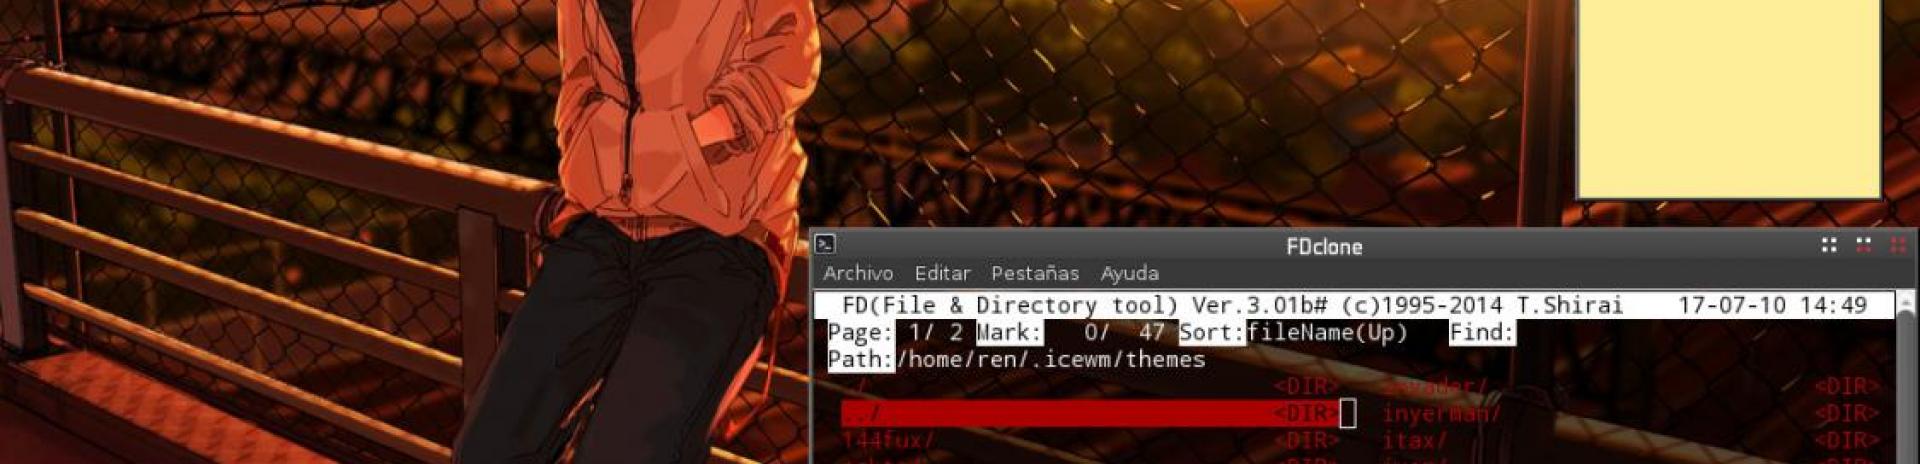 FDclone
Archivo Editar Pestañas Ayuda
FD(File & Directory tool) Ver.3.01b# (c)1995-2014 T.Shirai 17-07-10 14:49
Page: 1/ 2 Mark: 0/ 47 Sort:fileName(Up) Find:
Path:/home/ren/.icewm/themes
./ <DIR> <DIR>
../ <DIR> inyerman/ <DIR>
144fux/ <DIR> itax/ <DIR>